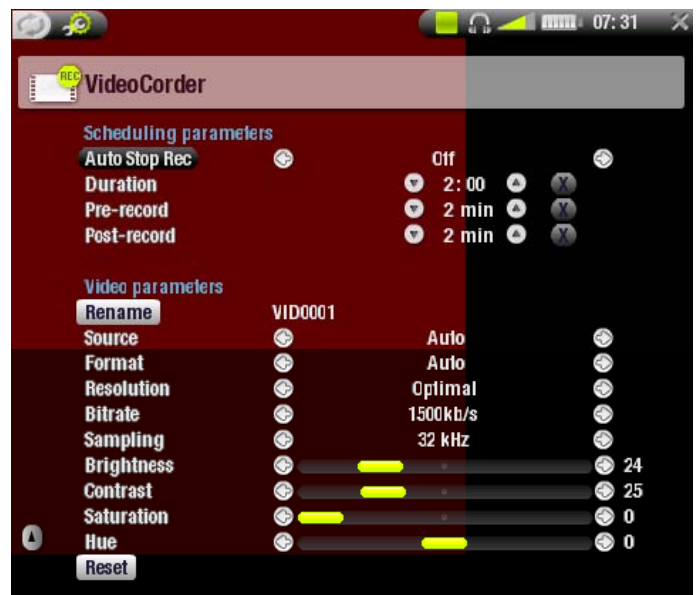 07:31
REC
VideoCorder
Scheduling parameters
Auto Stop Rec Off
Duration 2:00 X
Pre-record 2 min X
Post-record 2 min X
Video parameters
Rename VID0001
Source Auto
Format Auto
Resolution Optimal
Bitrate 1500kb/s
Sampling 32 kHz
Brightness 24
Contrast 25
Saturation 0
Hue 0
Reset